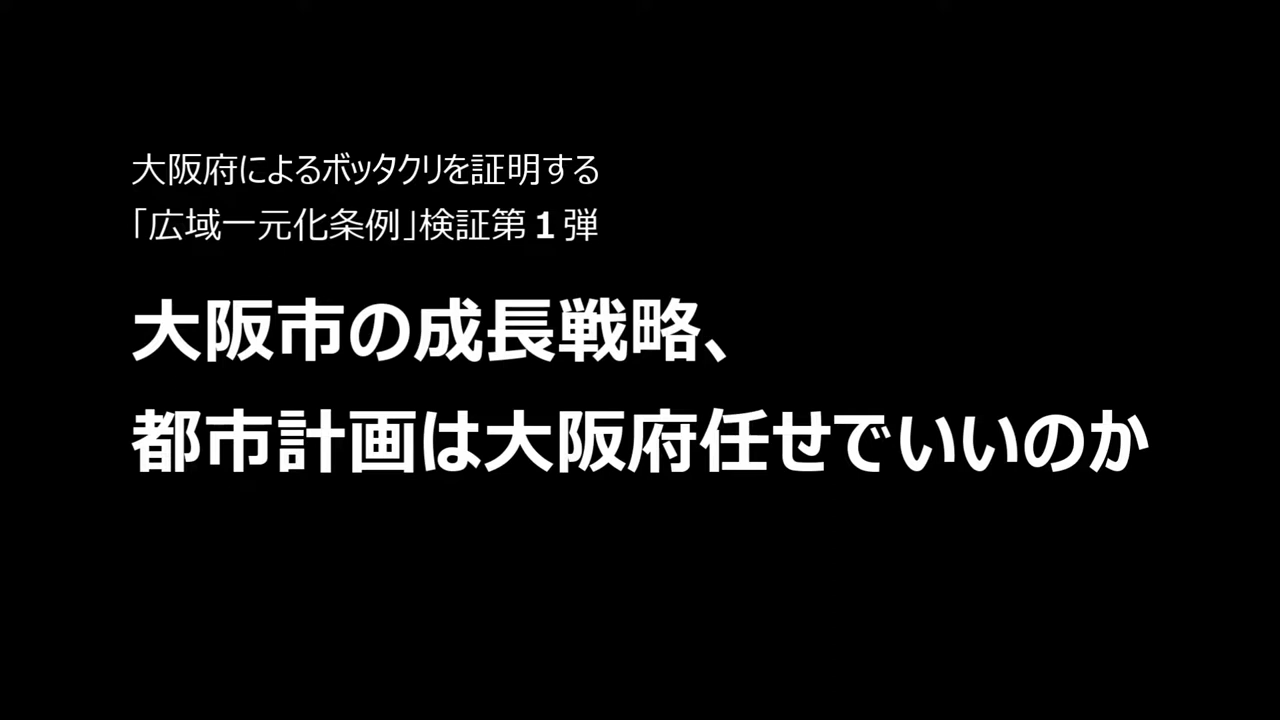 大阪府によるボッタクリを証明する
「広域一元化条例」検証第1弾
大阪市の成長戦略、
都市計画は大阪府任せでいいのか